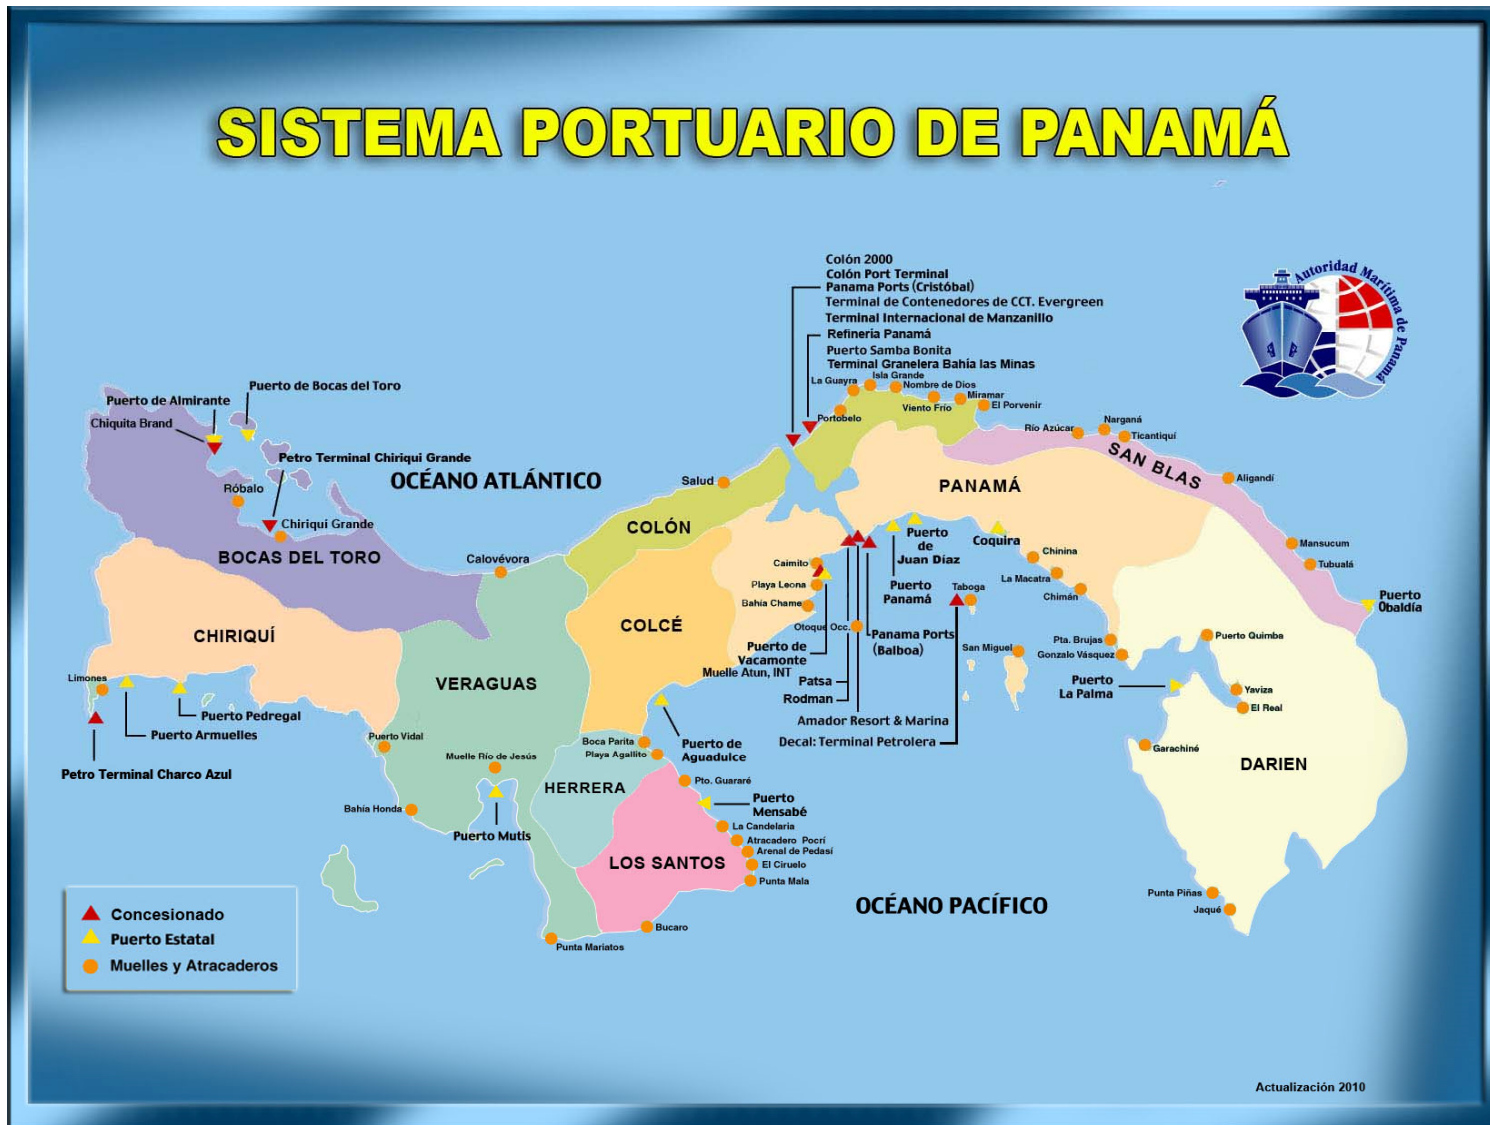 SISTEMA PORTUARIO DE PANAMÁ
Autoridad Marítima de Panamá
Colón 2000
Colón Port Terminal
Panama Ports (Cristóbal)
Terminal de Contenedores de CCT. Evergreen
Terminal Internacional de Manzanillo
Refineria Panamá
Puerto Samba Bonita
Terminal Granelera Bahía las Minas
Isla Grande
La Guayra
Nombre de Dios
Miramar
Viento Frío
El Porvenir
Portobelo
Puerto de Bocas del Toro
Puerto de Almirante
Chiquita Brand
Petro Terminal Chiriqui Grande
OCÉANO ATLÁNTICO
Róbalo
Chiriqui Grande
BOCAS DEL TORO
Calovévora
Salud
COLÓN
Narganá
Río Azúcar
Ticantiquí
SAN BLAS
PANAMÁ
Aligandí
Mansucum
Tubualá
Puerto
Obaldía
Puerto
de
Juan Díaz
Coquira
Puerto
Panamá
Chinina
La Macatra
Chimán
Taboga
Caimito
Playa Leona
Bahía Chame
Otoque Occ.
Panama Ports
(Balboa)
San Miguel
Pta. Brujas
Gonzalo Vásquez
Puerto Quimba
Puerto
La Palma
Yaviza
El Real
Garachiné
DARIEN
Punta Piñas
Jaqué
Puerto de
Vacamonte
Muelle Atun, INT
Patsa
Rodman
Amador Resort & Marina
Decal: Terminal Petrolera
COLCÉ
CHIRIQUÍ
VERAGUAS
Limones
Puerto Pedregal
Puerto Armuelles
Petro Terminal Charco Azul
Puerto Vidal
Muelle Río de Jesús
Bahía Honda
Puerto Mutis
Boca Parita
Playa Agallito
Puerto de
Aguadulce
HERRERA
Pto. Guararé
Puerto
Mensabé
La Candelaria
Atracadero Pocrí
Arenal de Pedasí
El Ciruelo
Punta Mala
LOS SANTOS
Bucaro
Punta Mariatos
OCÉANO PACÍFICO
Concesionado
Puerto Estatal
Muelles y Atracaderos
Actualización 2010